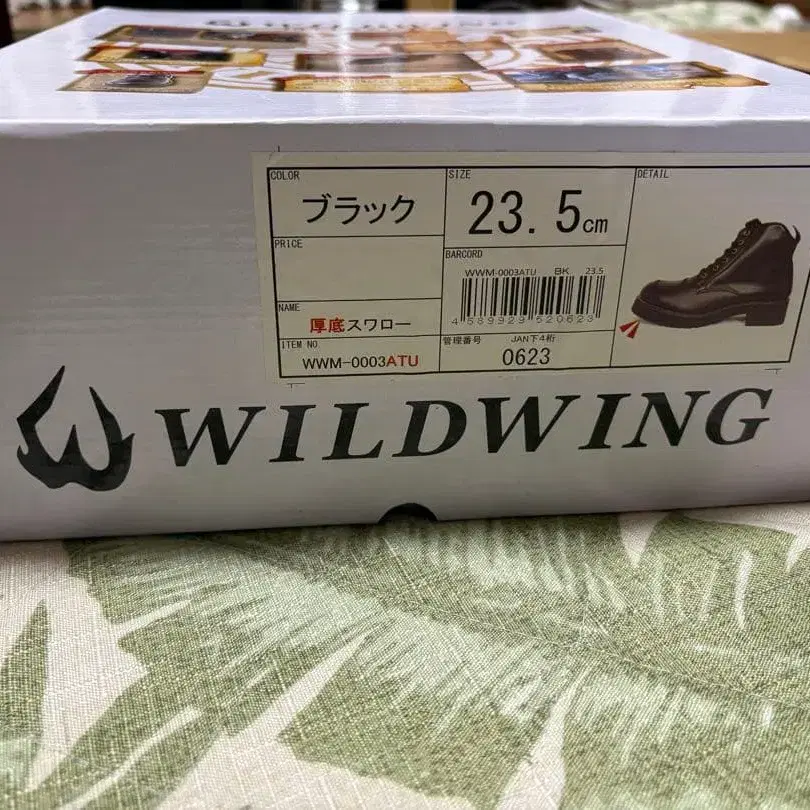 WILDWING
COLOR
ブラック
PRICE
NAME
厚底スワロー
ITEM NO.
WWM-0003ATU
SIZE
23.5cm
BARCORD
WWM-0003ATU BK 23.5
4589929520623
管理番号 JAN下4桁
0623
DETAIL
WILDWING